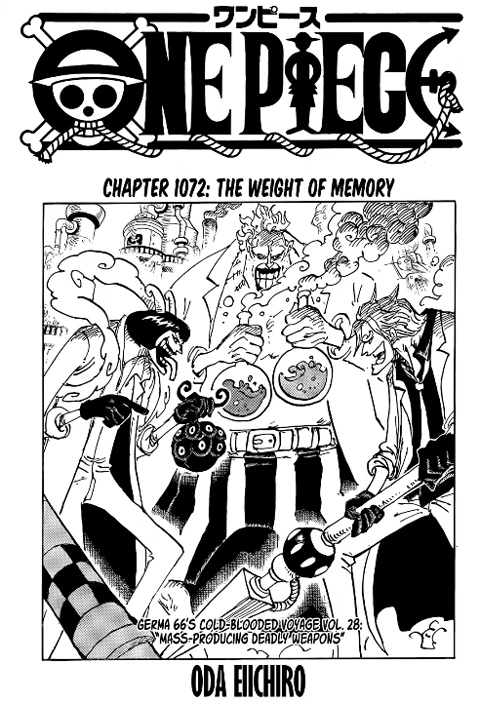 ワンピース
ONE PIECE
CHAPTER 1072: THE WEIGHT OF MEMORY
GERMA 66'S COLD-BLOODED VOYAGE VOL. 28:
"MASS-PRODUCING DEADLY WEAPONS"
ODA EIICHIRO